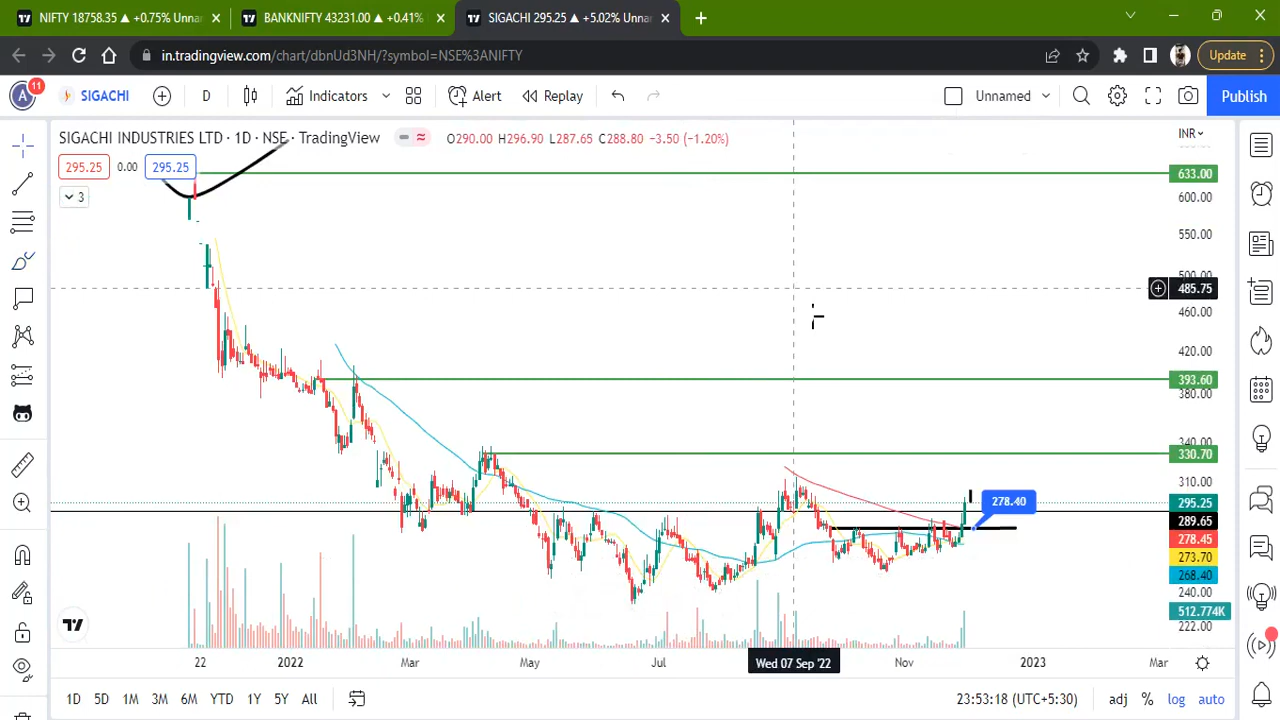 NIFTY 18758.35 ▲ +0.75% Unnar
BANKNIFTY 43231.00 ▲ +0.41%
SIGACHI 295.25 ▲ +5.02% Unnar
in.tradingview.com/chart/dbnUd3NH/?symbol=NSE%3ANIFTY
Update
A 11
SIGACHI
D
Indicators
Alert
Replay
Unnamed
Publish
SIGACHI INDUSTRIES LTD · 1D · NSE · TradingView
O290.00 H296.90 L287.65 C288.80 −3.50 (−1.20%)
INR
295.25 0.00 295.25
3
633.00
600.00
550.00
500.00
485.75
460.00
420.00
393.60
380.00
340.00
330.70
310.00
278.40
295.25
289.65
278.45
273.70
268.40
240.00
512.774K
222.00
22 2022 Mar May Jul Wed 07 Sep '22 Nov 2023 Mar
1D 5D 1M 3M 6M YTD 1Y 5Y All
23:53:18 (UTC+5:30)
adj % log auto